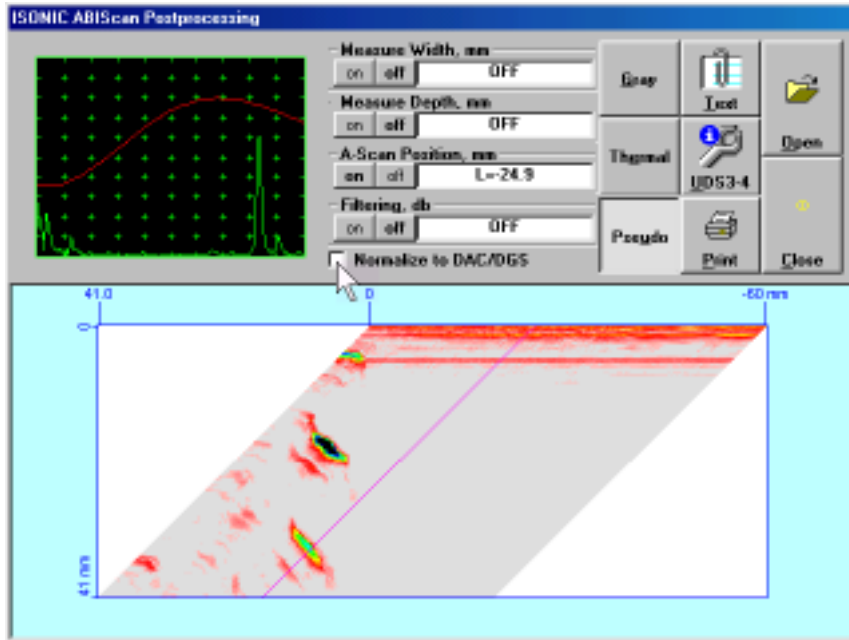 ISONIC ABIScan Postprocessing
Measure Width, mm
on off OFF
Measure Depth, mm
on off OFF
A-Scan Position, mm
on off L=-24.9
Filtering, db
on off OFF
Normalize to DAC/DGS
Gray
Thermal
Pseudo
Text
UDS3-4
Print
Open
Close
41.0 0 -60 mm
0
41 mm